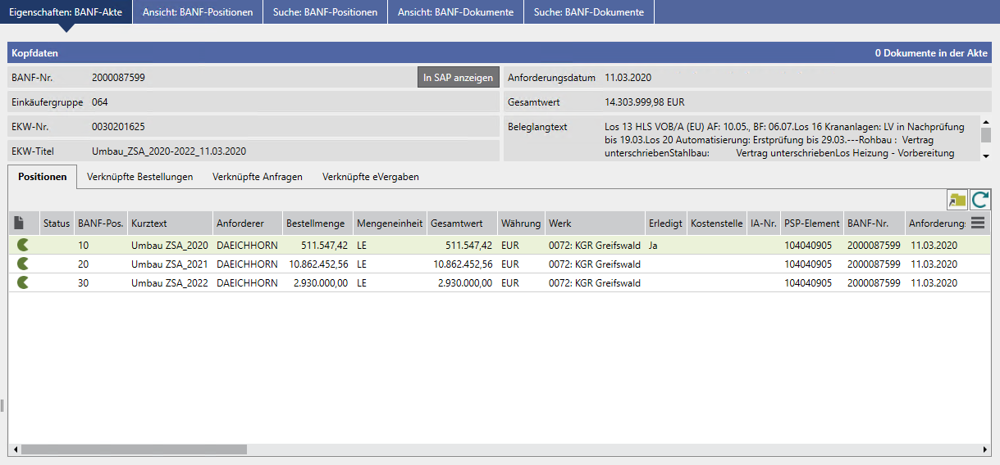 Eigenschaften: BANF-Akte Ansicht: BANF-Positionen Suche: BANF-Positionen Ansicht: BANF-Dokumente Suche: BANF-Dokumente
Kopfdaten 0 Dokumente in der Akte
BANF-Nr. 2000087599 In SAP anzeigen Anforderungsdatum 11.03.2020
Einkäufergruppe 064 Gesamtwert 14.303.999,98 EUR
EKW-Nr. 0030201625 Beleglangtext Los 13 HLS VOB/A (EU) AF: 10.05., BF: 06.07.Los 16 Krananlagen: LV in Nachprüfung
bis 19.03.Los 20 Automatisierung: Erstprüfung bis 29.03.---Rohbau : Vertrag
EKW-Titel Umbau_ZSA_2020-2022_11.03.2020 unterschriebenStahlbau: Vertrag unterschriebenLos Heizung - Vorbereitung
Positionen Verknüpfte Bestellungen Verknüpfte Anfragen Verknüpfte eVergaben
Status BANF-Pos. Kurztext Anforderer Bestellmenge Mengeneinheit Gesamtwert Währung Werk Erledigt Kostenstelle IA-Nr. PSP-Element BANF-Nr. Anforderung
10 Umbau ZSA_2020 DAEICHHORN 511.547,42 LE 511.547,42 EUR 0072: KGR Greifswald Ja 104040905 2000087599 11.03.2020
20 Umbau ZSA_2021 DAEICHHORN 10.862.452,56 LE 10.862.452,56 EUR 0072: KGR Greifswald 104040905 2000087599 11.03.2020
30 Umbau ZSA_2022 DAEICHHORN 2.930.000,00 LE 2.930.000,00 EUR 0072: KGR Greifswald 104040905 2000087599 11.03.2020